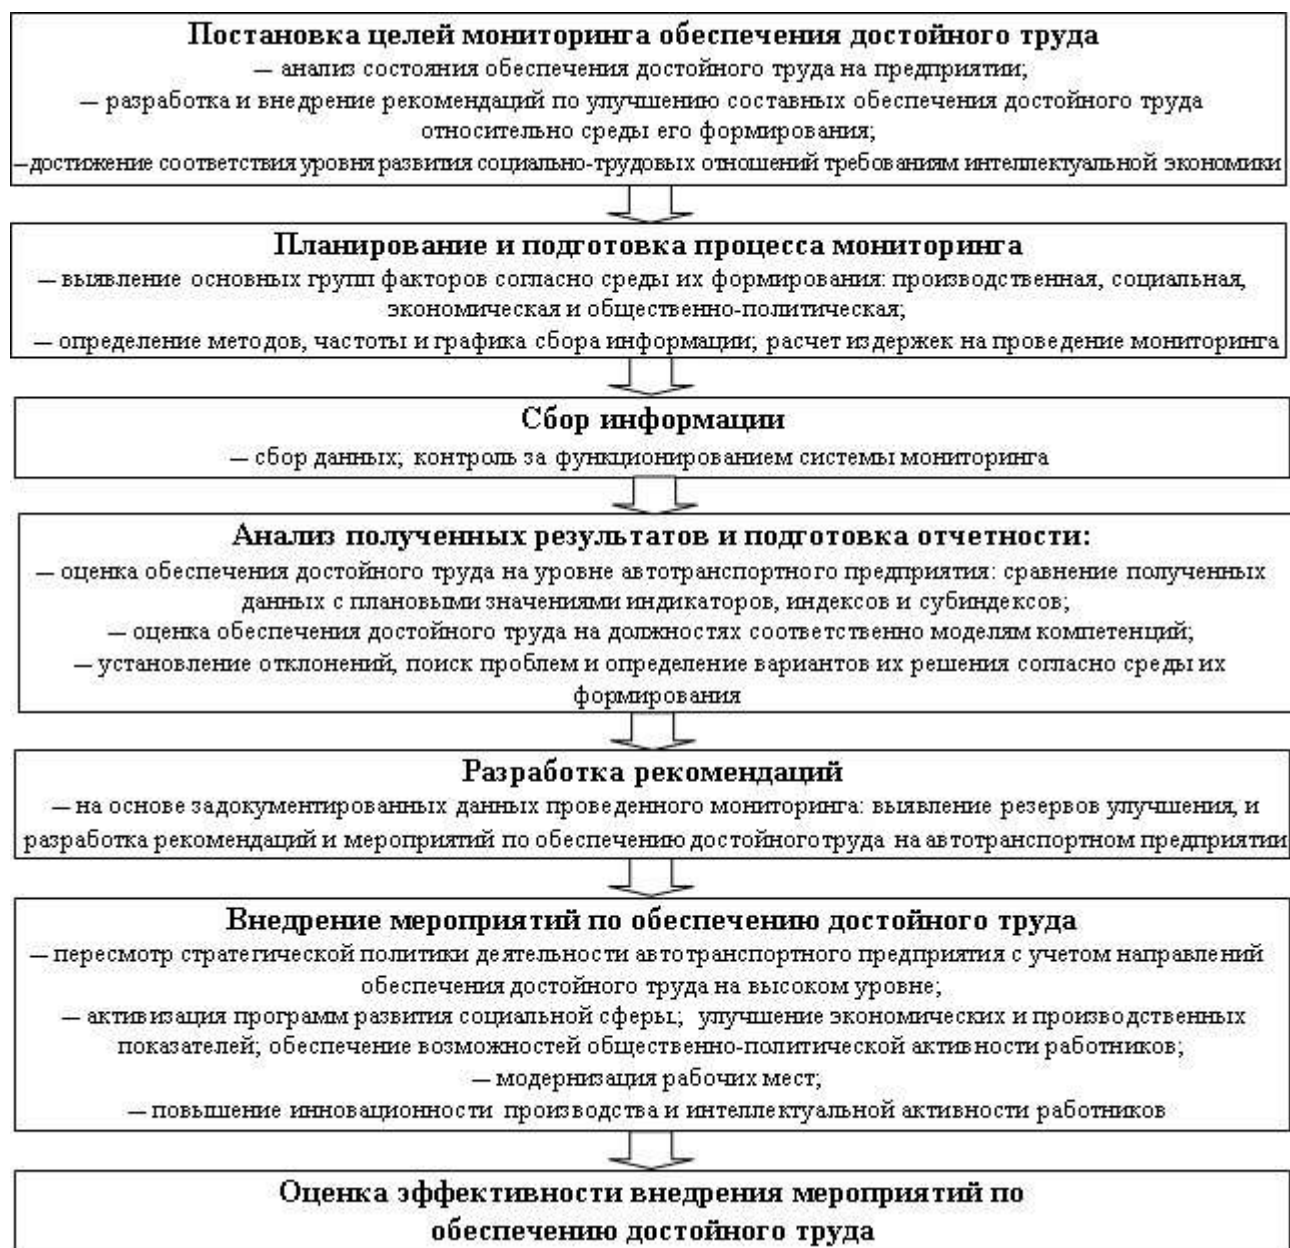 Постановка целей мониторинга обеспечения достойного труда
— анализ состояния обеспечения достойного труда на предприятии;
— разработка и внедрение рекомендаций по улучшению составных обеспечения достойного труда
относительно среды его формирования;
—достижение соответствия уровня развития социально-трудовых отношений требованиям интеллектуальной экономики
Планирование и подготовка процесса мониторинга
— выявление основных групп факторов согласно среды их формирования: производственная, социальная,
экономическая и общественно-политическая;
— определение методов, частоты и графика сбора информации; расчет издержек на проведение мониторинга
Сбор информации
— сбор данных; контроль за функционированием системы мониторинга
Анализ полученных результатов и подготовка отчетности:
— оценка обеспечения достойного труда на уровне автотранспортного предприятия: сравнение полученных
данных с плановыми значениями индикаторов, индексов и субиндексов;
— оценка обеспечения достойного труда на должностях соответственно моделям компетенций;
— установление отклонений, поиск проблем и определение вариантов их решения согласно среды их
формирования
Разработка рекомендаций
— на основе задокументированных данных проведенного мониторинга: выявление резервов улучшения, и
разработка рекомендаций и мероприятий по обеспечению достойного труда на автотранспортном предприятии
Внедрение мероприятий по обеспечению достойного труда
— пересмотр стратегической политики деятельности автотранспортного предприятия с учетом направлений
обеспечения достойного труда на высоком уровне;
— активизация программ развития социальной сферы; улучшение экономических и производственных
показателей; обеспечение возможностей общественно-политической активности работников;
— модернизация рабочих мест;
— повышение инновационности производства и интеллектуальной активности работников
Оценка эффективности внедрения мероприятий по
обеспечению достойного труда